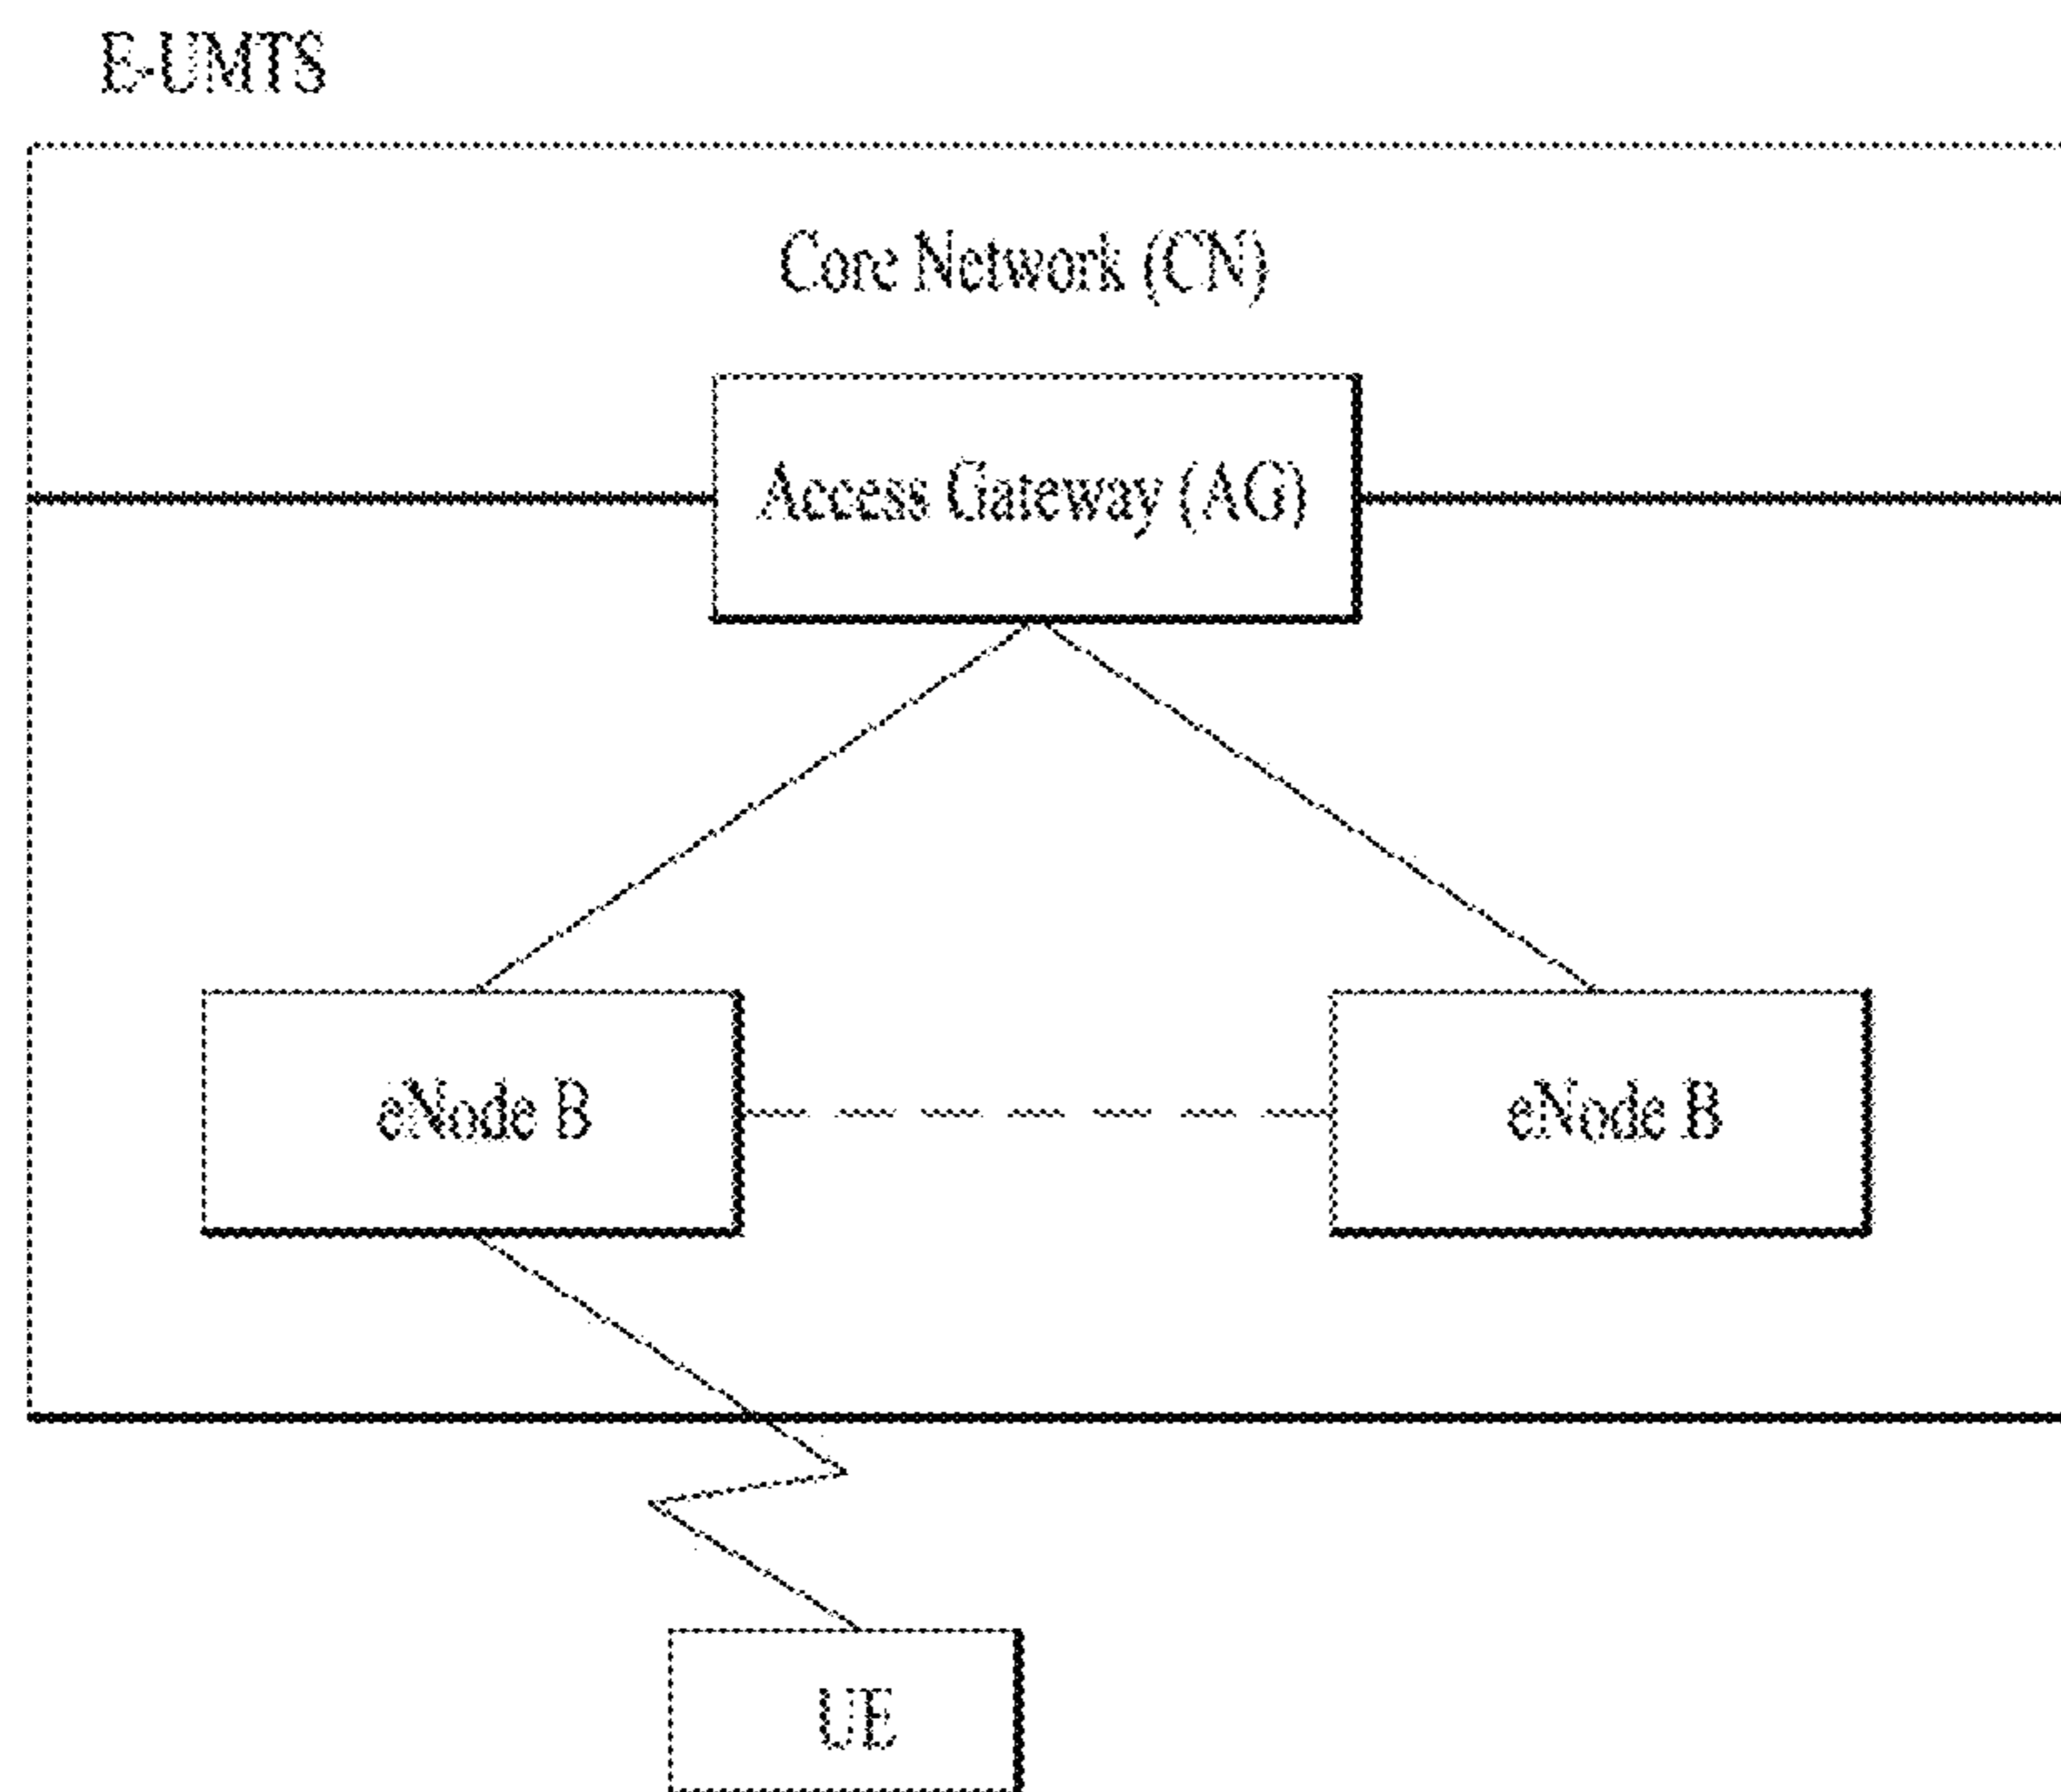 E-UMTS
Core Network (CN)
Access Gateway (AG)
eNode B
eNode B
UE